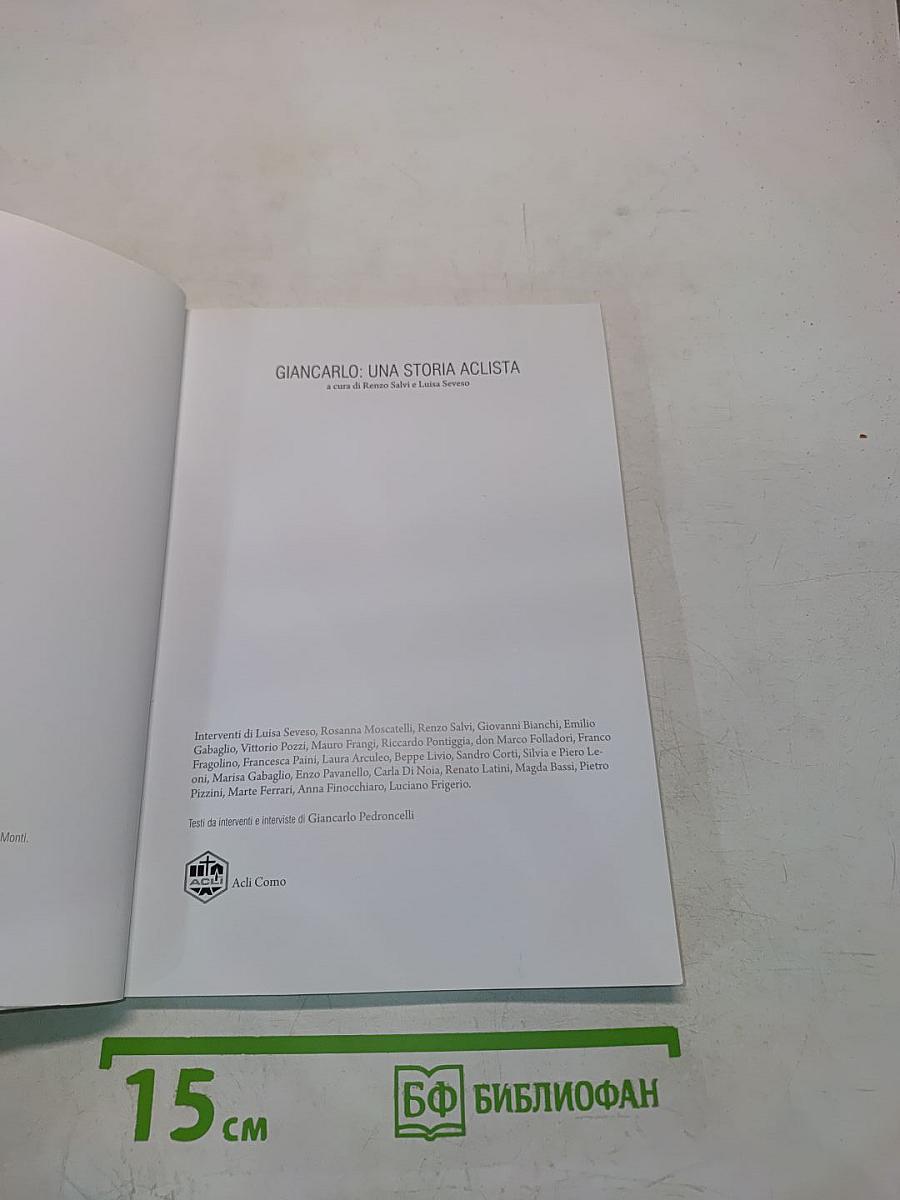 GIANCARLO: UNA STORIA ACLISTA
a cura di Renzo Salvi e Luisa Seveso
Interventi di Luisa Seveso, Rosanna Moscatelli, Renzo Salvi, Giovanni Bianchi, Emilio
Gabaglio, Vittorio Pozzi, Mauro Frangi, Riccardo Pontiggia, don Marco Folladori, Franco
Fragolino, Francesca Paini, Laura Arculeo, Beppe Livio, Sandro Corti, Silvia e Piero Le-
oni, Marisa Gabaglio, Enzo Pavanello, Carla Di Noia, Renato Latini, Magda Bassi, Pietro
Pizzini, Marte Ferrari, Anna Finocchiaro, Luciano Frigerio.
Testi da interventi e interviste di Giancarlo Pedroncelli
Monti.
ACLI
Acli Como
15 см
БФ БИБЛИОФАН